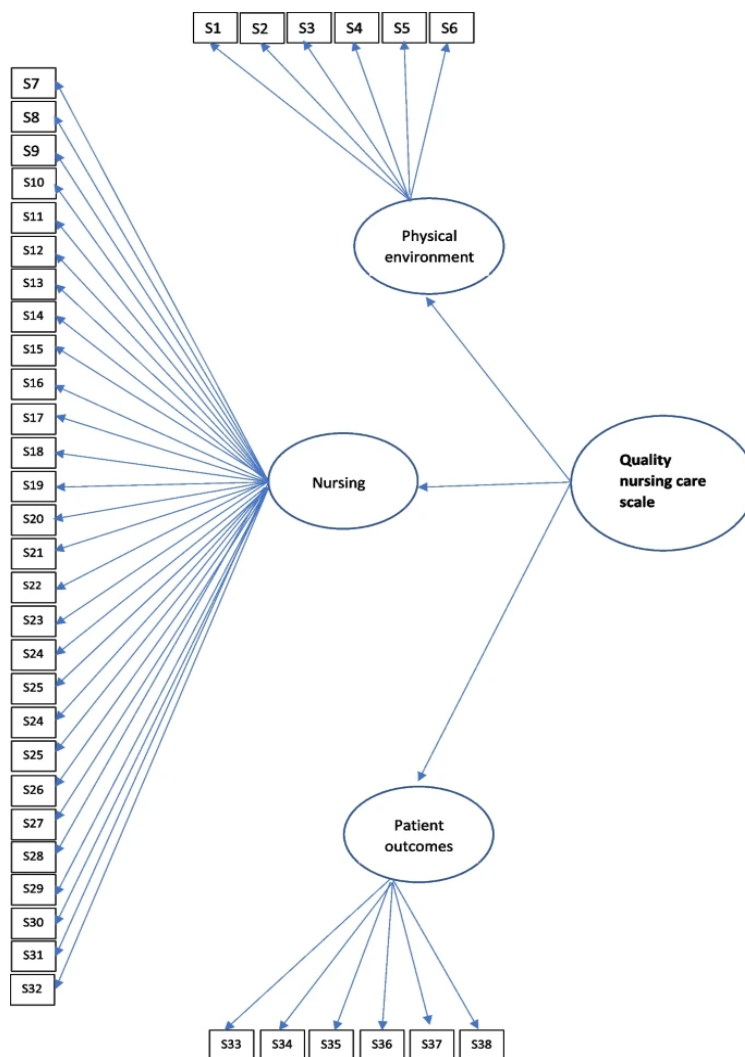 S1 S2 S3 S4 S5 S6
S7
S8
S9
S10
S11
S12
S13
S14
S15
S16
S17
S18
S19
S20
S21
S22
S23
S24
S25
S24
S25
S26
S27
S28
S29
S30
S31
S32
Physical
environment
Nursing
Quality
nursing care
scale
Patient
outcomes
S33 S34 S35 S36 S37 S38